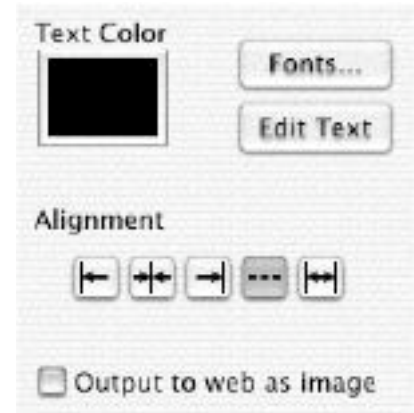 Text Color
Fonts...
Edit Text
Alignment
Output to web as image